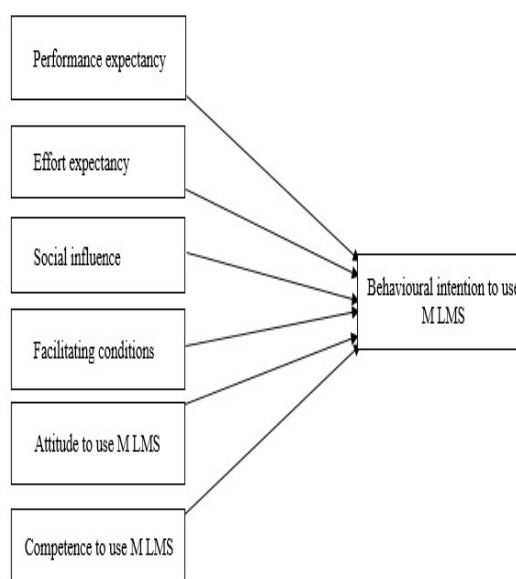 Performance expectancy
Effort expectancy
Social influence
Facilitating conditions
Attitude to use M LMS
Competence to use M LMS
Behavioural intention to use
M LMS